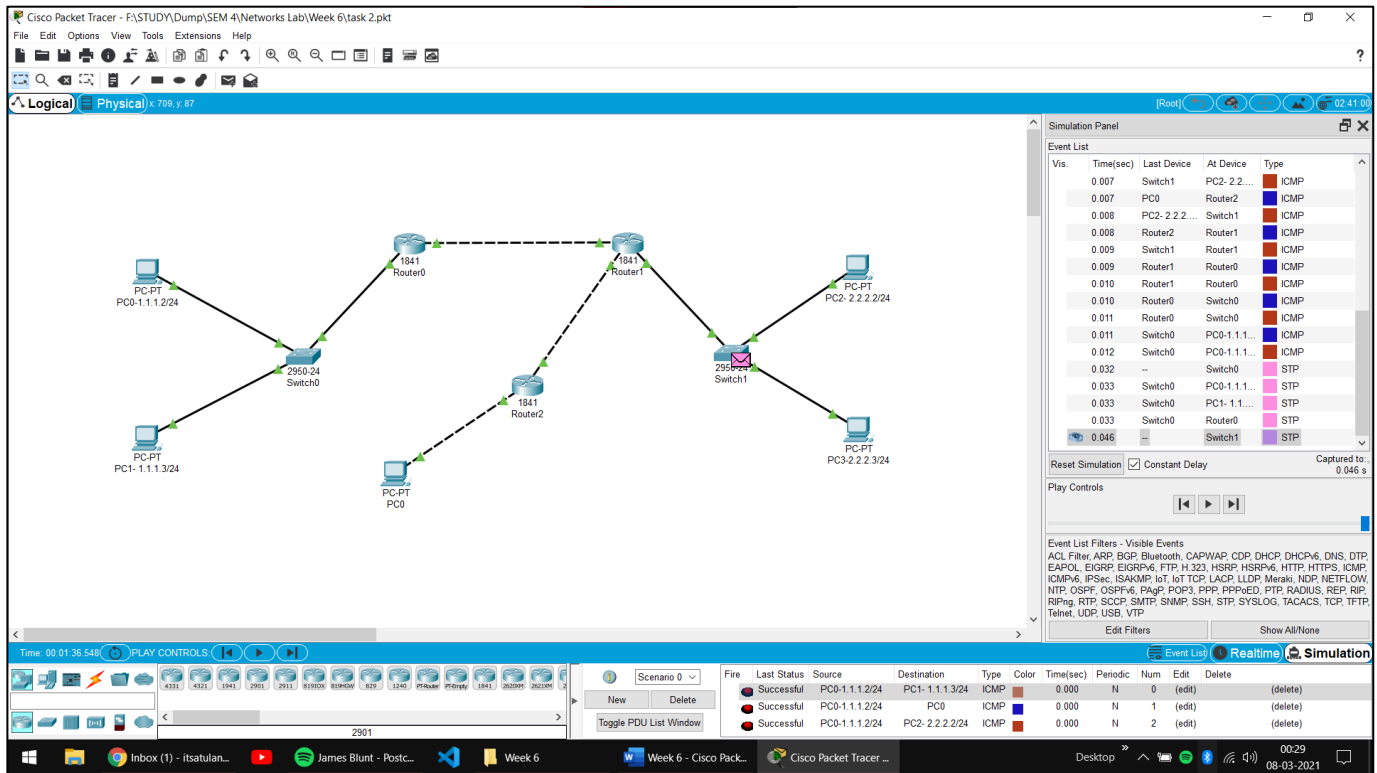 Cisco Packet Tracer - F:\STUDY\Dump\SEM 4\Networks Lab\Week 6\task 2.pkt
File Edit Options View Tools Extensions Help
?
Logical Physical x: 709, y: 87 [Root] 02:41:00
Simulation Panel
Event List
Vis. Time(sec) Last Device At Device Type
0.007 Switch1 PC2- 2.2.... ICMP
0.007 PC0 Router2 ICMP
0.008 PC2- 2.2.2... Switch1 ICMP
0.008 Router2 Router1 ICMP
0.009 Switch1 Router1 ICMP
0.009 Router1 Router0 ICMP
0.010 Router1 Router0 ICMP
0.010 Router0 Switch0 ICMP
0.011 Router0 Switch0 ICMP
0.011 Switch0 PC0-1.1.1... ICMP
0.012 Switch0 PC0-1.1.1... ICMP
0.032 -- Switch0 STP
0.033 Switch0 PC0-1.1.1... STP
0.033 Switch0 PC1- 1.1.... STP
0.033 Switch0 Router0 STP
0.046 -- Switch1 STP
Reset Simulation Constant Delay Captured to:
0.046 s
Play Controls
Event List Filters - Visible Events
ACL Filter, ARP, BGP, Bluetooth, CAPWAP, CDP, DHCP, DHCPv6, DNS, DTP,
EAPOL, EIGRP, EIGRPv6, FTP, H.323, HSRP, HSRPv6, HTTP, HTTPS, ICMP,
ICMPv6, IPSec, ISAKMP, IoT, IoT TCP, LACP, LLDP, Meraki, NDP, NETFLOW,
NTP, OSPF, OSPFv6, PAgP, POP3, PPP, PPPoED, PTP, RADIUS, REP, RIP,
RIPng, RTP, SCCP, SMTP, SNMP, SSH, STP, SYSLOG, TACACS, TCP, TFTP,
Telnet, UDP, USB, VTP
Edit Filters Show All/None
1841
Router0
1841
Router1
PC-PT
PC0-1.1.1.2/24
PC-PT
PC2- 2.2.2.2/24
2950-24
Switch0
2950-24
Switch1
1841
Router2
PC-PT
PC1- 1.1.1.3/24
PC-PT
PC3-2.2.2.3/24
PC-PT
PC0
Time: 00:01:36.548 PLAY CONTROLS: Event List Realtime Simulation
4331 4321 1941 2901 2911 819IOX 819HGW 829 1240 PT-Router PT-Empty 1841 2620XM 2621XM 2
2901
Scenario 0
New Delete
Toggle PDU List Window
Fire Last Status Source Destination Type Color Time(sec) Periodic Num Edit Delete
Successful PC0-1.1.1.2/24 PC1- 1.1.1.3/24 ICMP 0.000 N 0 (edit) (delete)
Successful PC0-1.1.1.2/24 PC0 ICMP 0.000 N 1 (edit) (delete)
Successful PC0-1.1.1.2/24 PC2- 2.2.2.2/24 ICMP 0.000 N 2 (edit) (delete)
Inbox (1) - itsatulan... James Blunt - Postc... Week 6 Week 6 - Cisco Pack... Cisco Packet Tracer ... Desktop 00:29
08-03-2021